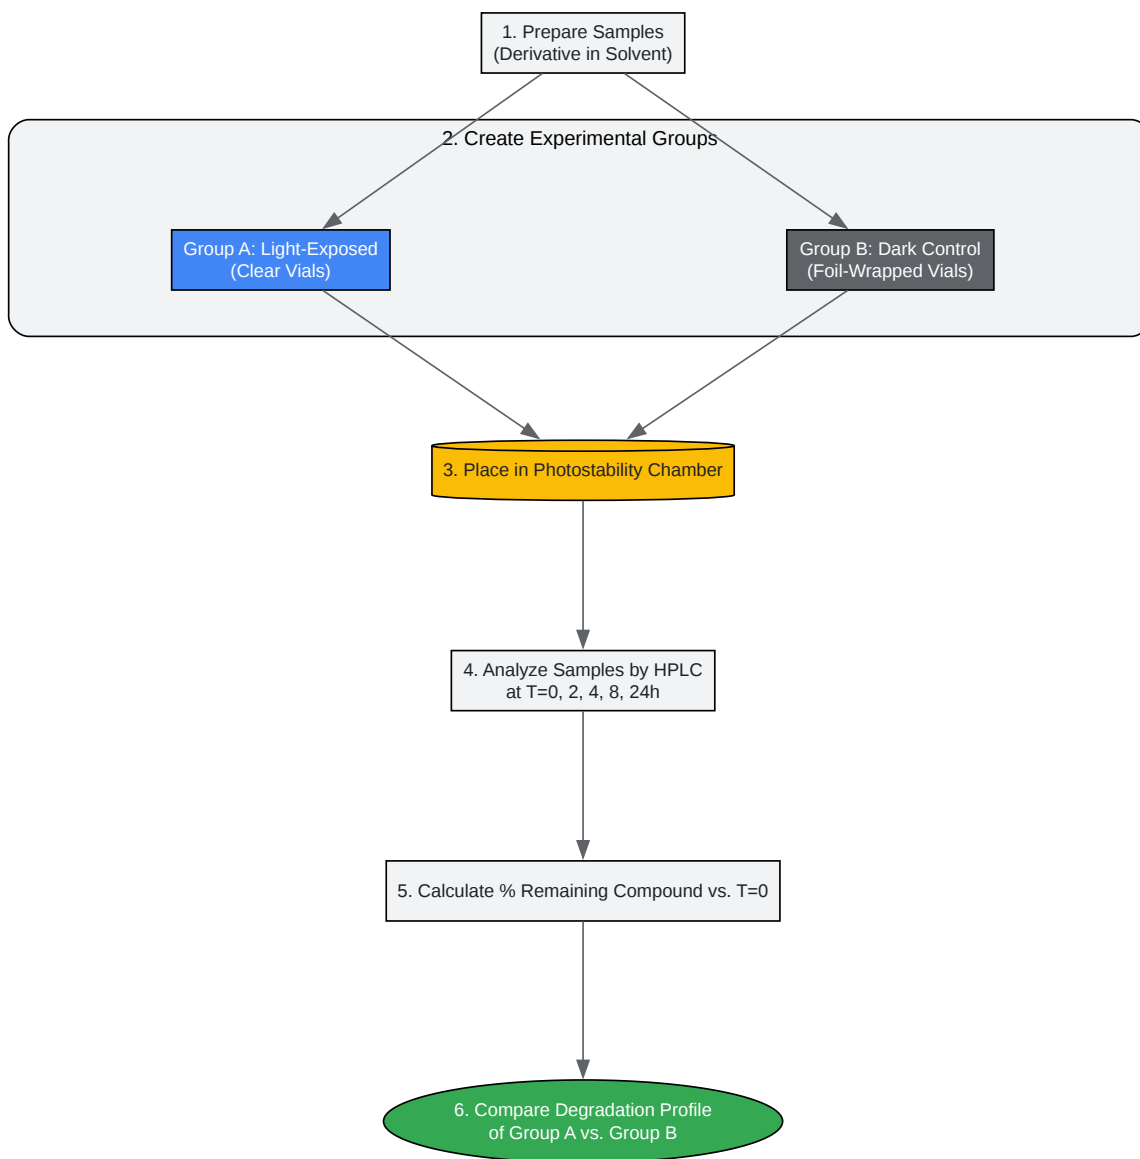 1. Prepare Samples
(Derivative in Solvent)
2. Create Experimental Groups
Group A: Light-Exposed
(Clear Vials)
Group B: Dark Control
(Foil-Wrapped Vials)
3. Place in Photostability Chamber
4. Analyze Samples by HPLC
at T=0, 2, 4, 8, 24h
5. Calculate % Remaining Compound vs. T=0
6. Compare Degradation Profile
of Group A vs. Group B